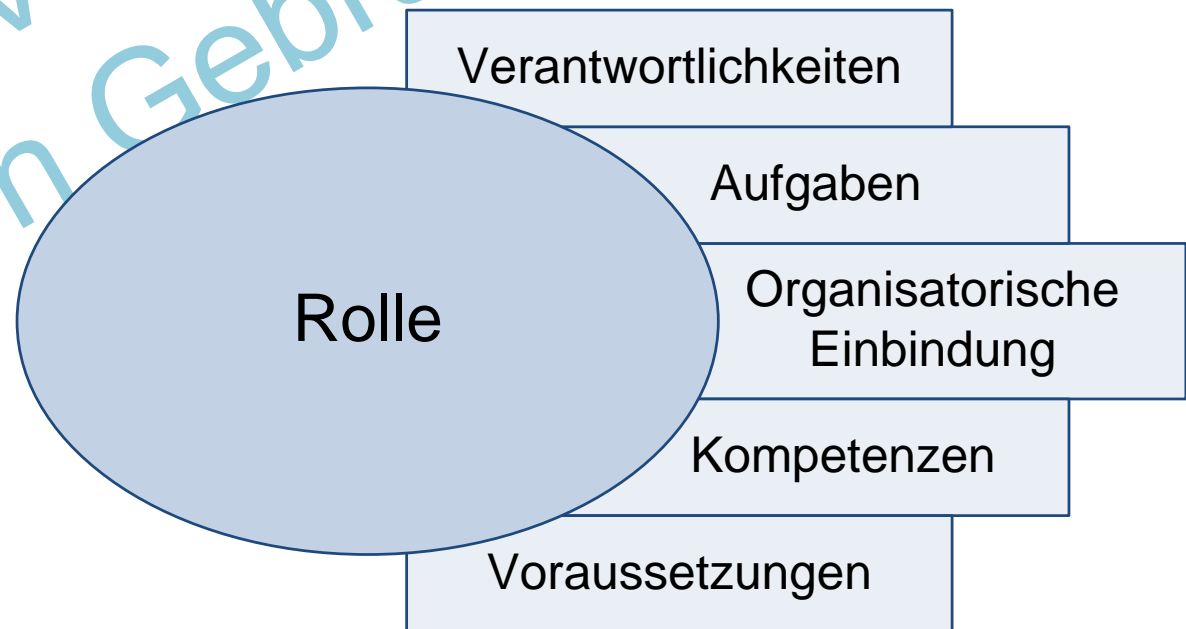 Verantwortlichkeiten
Aufgaben
Organisatorische
Einbindung
Rolle
Kompetenzen
Voraussetzungen